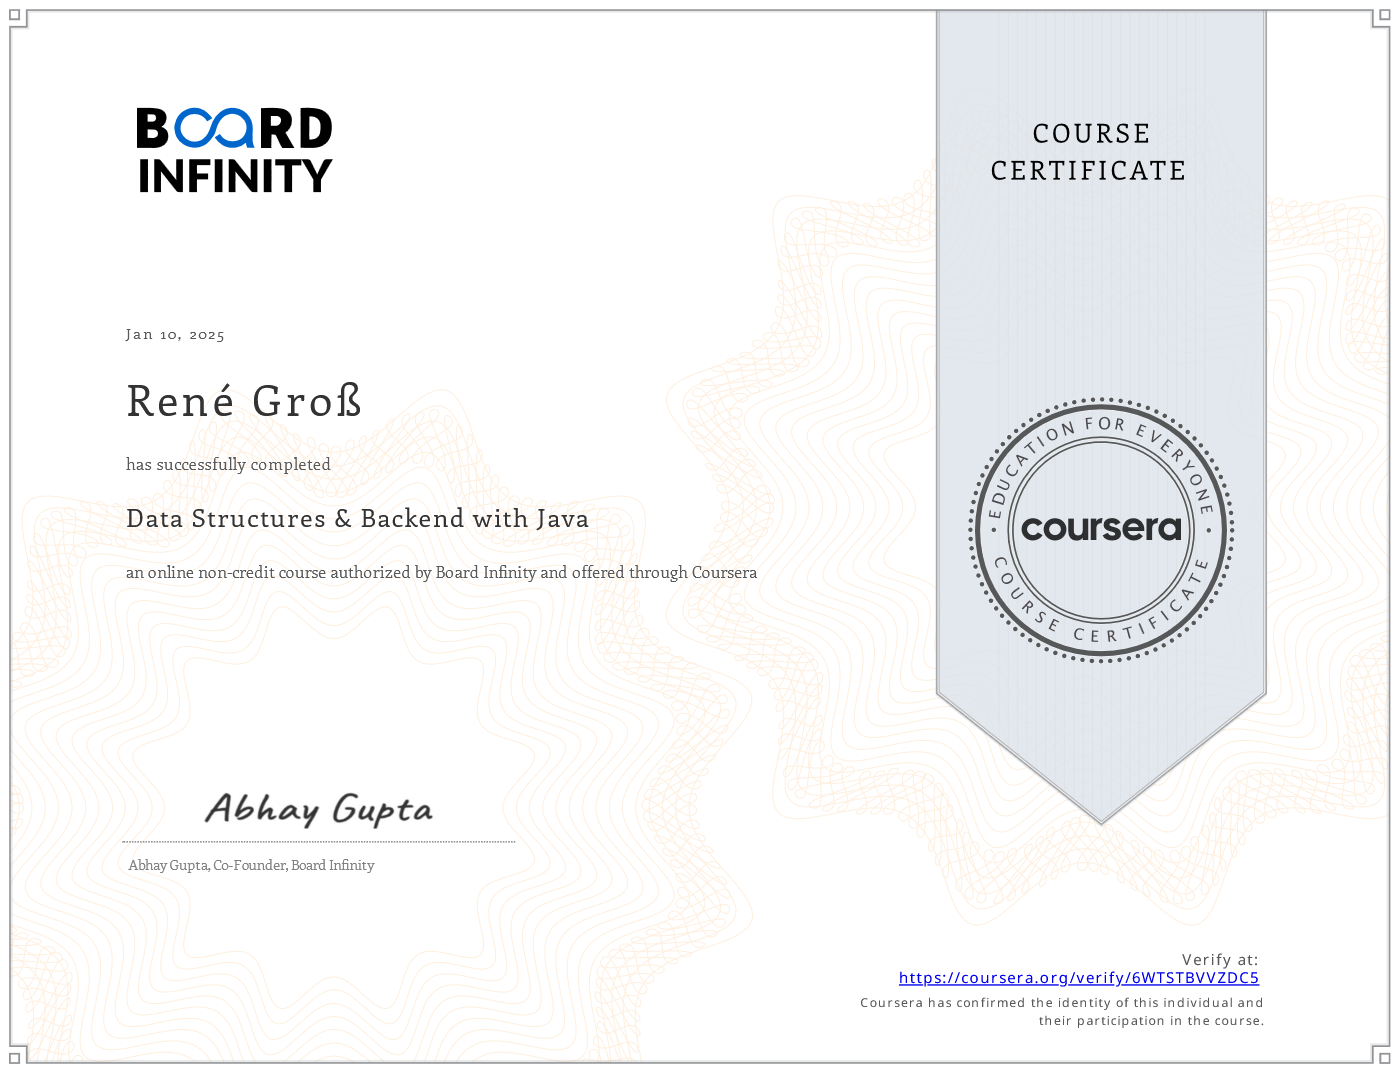 BOARD
INFINITY
COURSE
CERTIFICATE
Jan 10, 2025
René Groß
has successfully completed
Data Structures & Backend with Java
an online non-credit course authorized by Board Infinity and offered through Coursera
• EDUCATION FOR EVERYONE •
coursera
COURSE CERTIFICATE
Abhay Gupta
Abhay Gupta, Co-Founder, Board Infinity
Verify at:
https://coursera.org/verify/6WTSTBVVZDC5
Coursera has confirmed the identity of this individual and
their participation in the course.